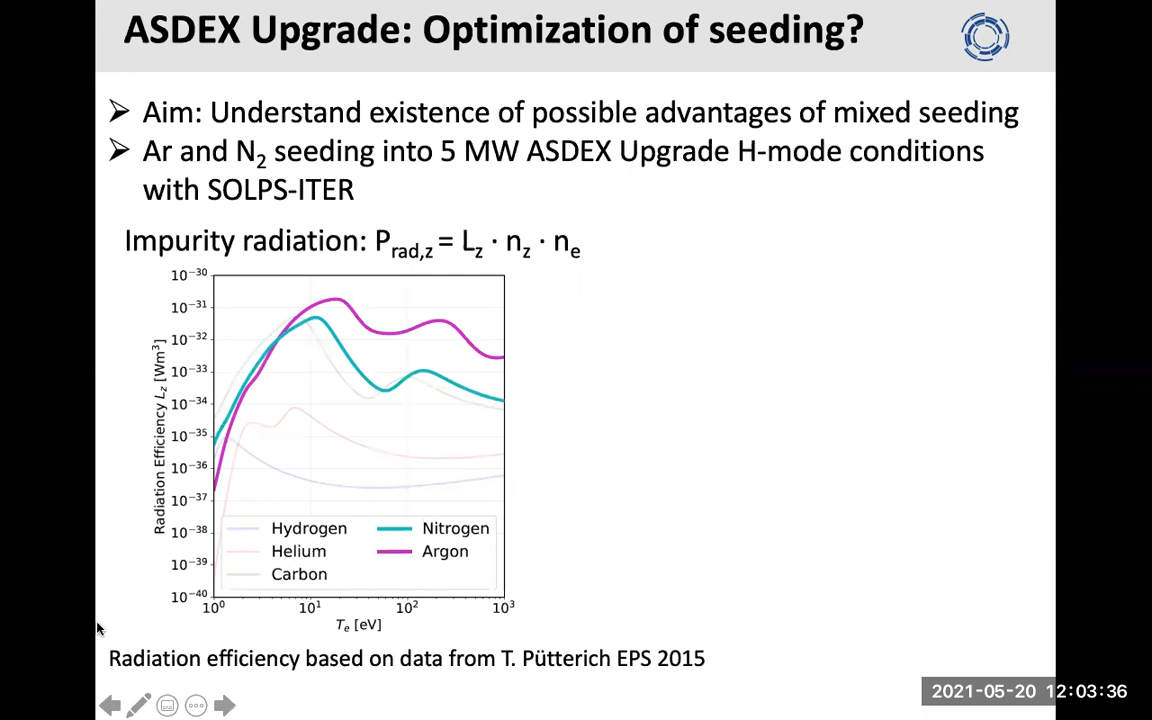 ASDEX Upgrade: Optimization of seeding?
➢ Aim: Understand existence of possible advantages of mixed seeding
➢ Ar and N₂ seeding into 5 MW ASDEX Upgrade H-mode conditions
with SOLPS-ITER
Impurity radiation: P_rad,z = L_z · n_z · n_e
10⁻³⁰
10⁻³¹
10⁻³²
10⁻³³
10⁻³⁴
10⁻³⁵
10⁻³⁶
10⁻³⁷
10⁻³⁸
10⁻³⁹
10⁻⁴⁰
Radiation Efficiency L_z [Wm³]
Hydrogen Nitrogen
Helium Argon
Carbon
10⁰ 10¹ 10² 10³
T_e [eV]
Radiation efficiency based on data from T. Pütterich EPS 2015
2021-05-20 12:03:36